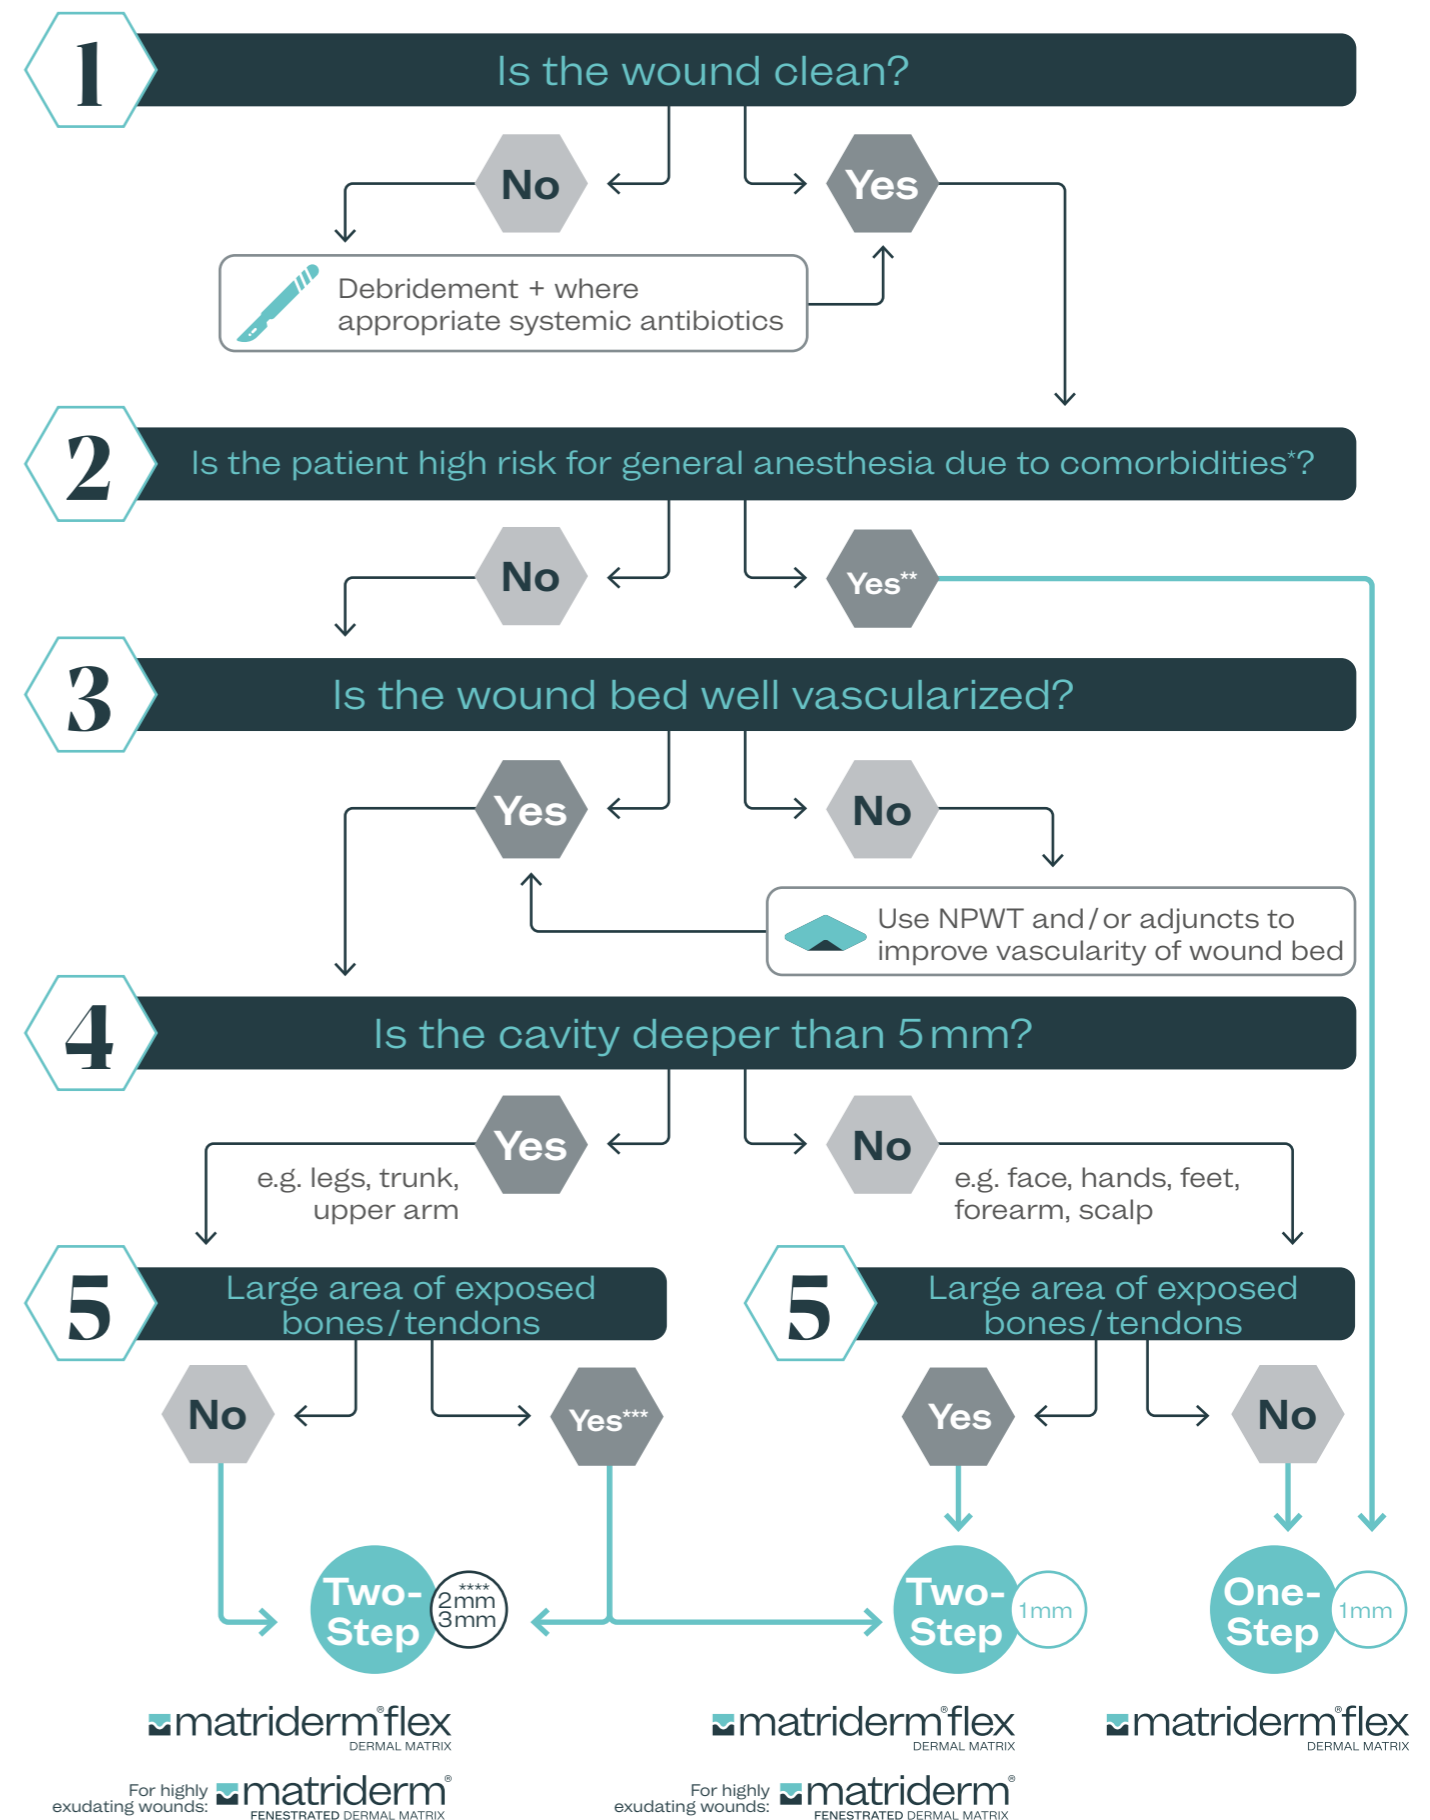 1
Is the wound clean?
No
Yes
Debridement + where
appropriate systemic antibiotics
2
Is the patient high risk for general anesthesia due to comorbidities*?
No
Yes**
3
Is the wound bed well vascularized?
Yes
No
Use NPWT and/or adjuncts to
improve vascularity of wound bed
4
Is the cavity deeper than 5 mm?
Yes
No
e.g. legs, trunk,
upper arm
e.g. face, hands, feet,
forearm, scalp
5
Large area of exposed
bones/tendons
5
Large area of exposed
bones/tendons
No
Yes***
Yes
No
Two-
Step
****
2mm
3mm
Two-
Step
1mm
One-
Step
1mm
matriderm®flex
DERMAL MATRIX
matriderm®flex
DERMAL MATRIX
matriderm®flex
DERMAL MATRIX
For highly
exudating wounds:
matriderm®
FENESTRATED DERMAL MATRIX
For highly
exudating wounds:
matriderm®
FENESTRATED DERMAL MATRIX